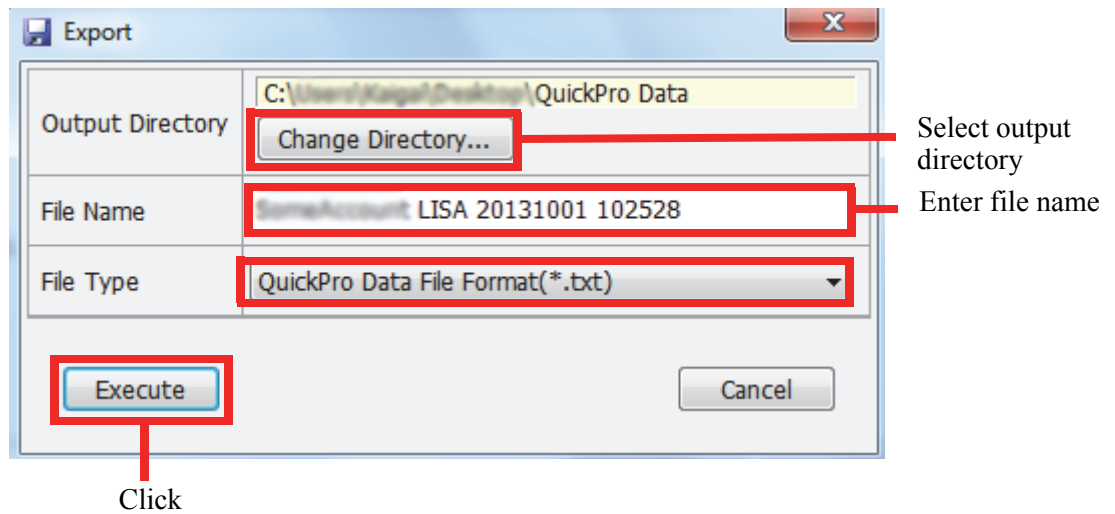 Export
Output Directory
C:\ \QuickPro Data
Change Directory...
Select output
directory
File Name
LISA 20131001 102528
Enter file name
File Type
QuickPro Data File Format(*.txt)
Execute
Cancel
Click